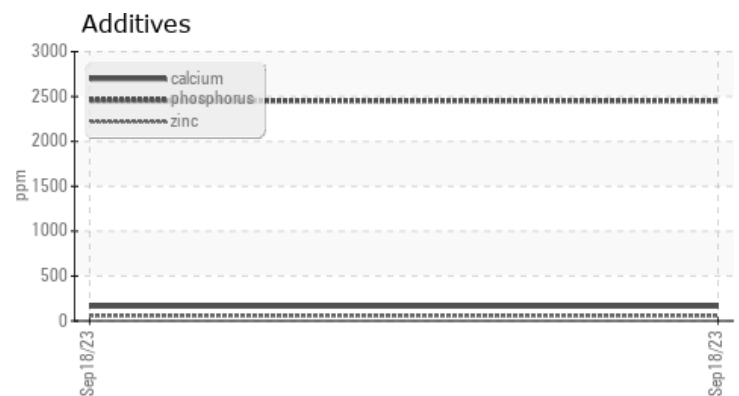 Additives
3000
2500
2000
1500
1000
500
0
ppm
calcium
phosphorus
zinc
Sep18/23
Sep18/23